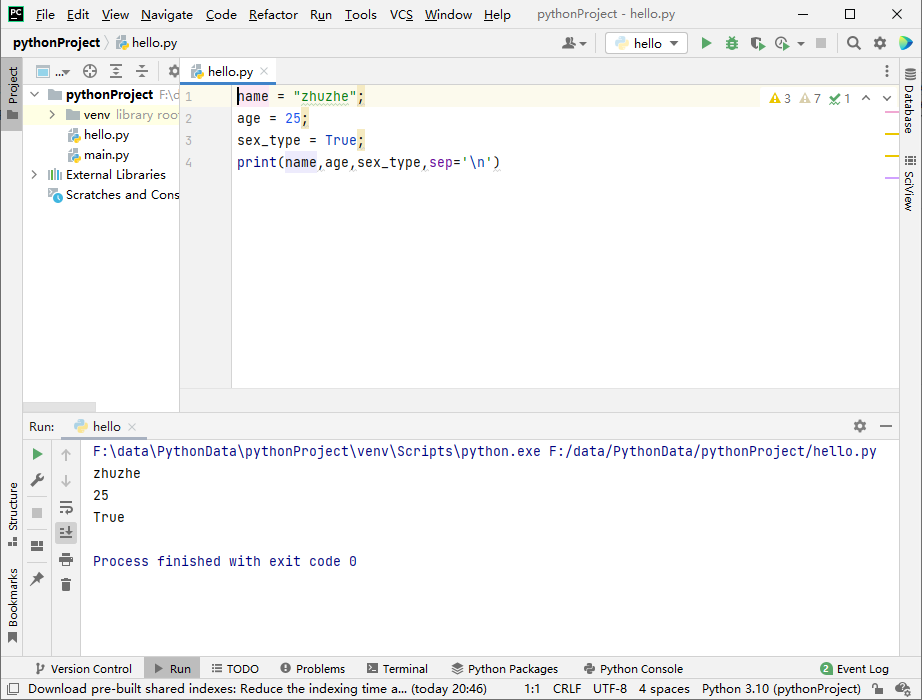 PC File Edit View Navigate Code Refactor Run Tools VCS Window Help pythonProject - hello.py
pythonProject hello.py hello
Project
... hello.py
pythonProject F:\d
venv library roo
hello.py
main.py
External Libraries
Scratches and Cons
1 name = "zhuzhe";
2 age = 25;
3 sex_type = True;
4 print(name,age,sex_type,sep='\n')
3 7 1
Database
SciView
Run: hello
F:\data\PythonData\pythonProject\venv\Scripts\python.exe F:/data/PythonData/pythonProject/hello.py
zhuzhe
25
True
Process finished with exit code 0
Structure
Bookmarks
Version Control Run TODO Problems Terminal Python Packages Python Console 2 Event Log
Download pre-built shared indexes: Reduce the indexing time a... (today 20:46) 1:1 CRLF UTF-8 4 spaces Python 3.10 (pythonProject)